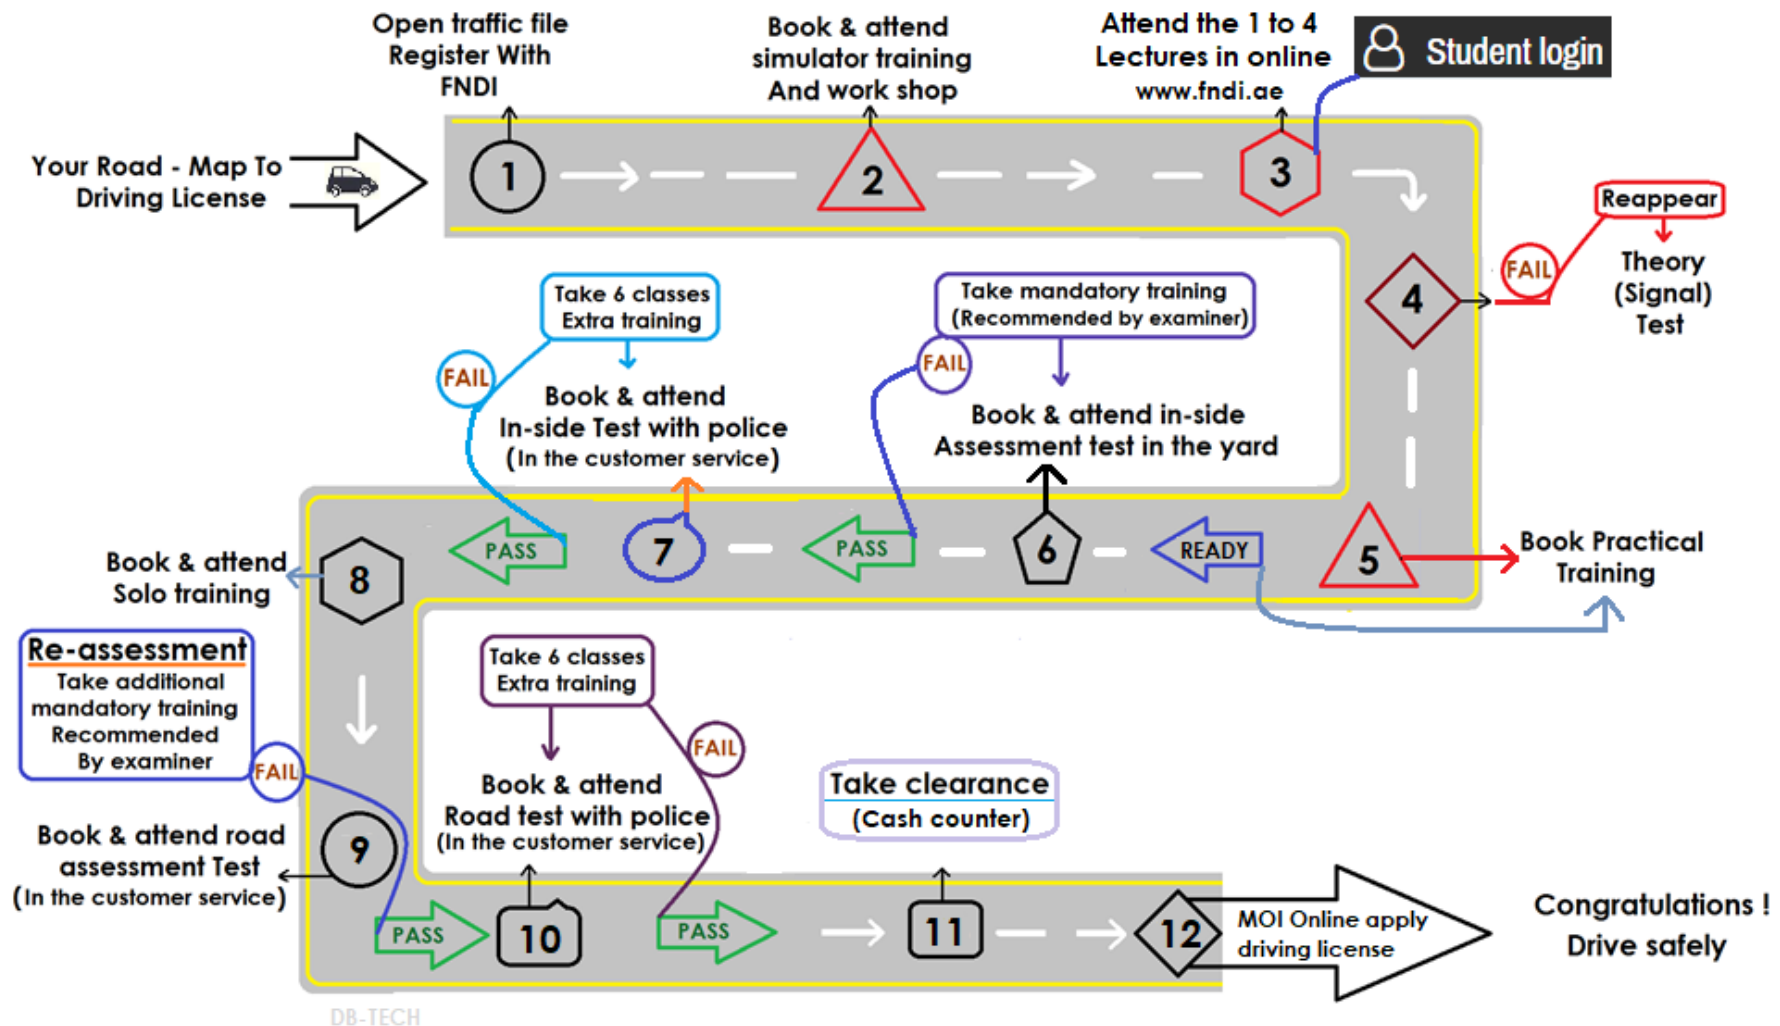 Open traffic file
Register With
FNDI
Book & attend
simulator training
And work shop
Attend the 1 to 4
Lectures in online
www.fndi.ae
Student login
Your Road - Map To
Driving License
1
2
3
Reappear
FAIL
Theory
(Signal)
Test
4
Take 6 classes
Extra training
FAIL
Book & attend
In-side Test with police
(In the customer service)
Take mandatory training
(Recommended by examiner)
FAIL
Book & attend in-side
Assessment test in the yard
PASS
7
PASS
6
READY
5
Book Practical
Training
Book & attend
Solo training
8
Re-assessment
Take additional
mandatory training
Recommended
By examiner
FAIL
Take 6 classes
Extra training
FAIL
Book & attend
Road test with police
(In the customer service)
Take clearance
(Cash counter)
Book & attend road
assessment Test
(In the customer service)
9
PASS
10
PASS
11
12
MOI Online apply
driving license
Congratulations !
Drive safely
DB-TECH